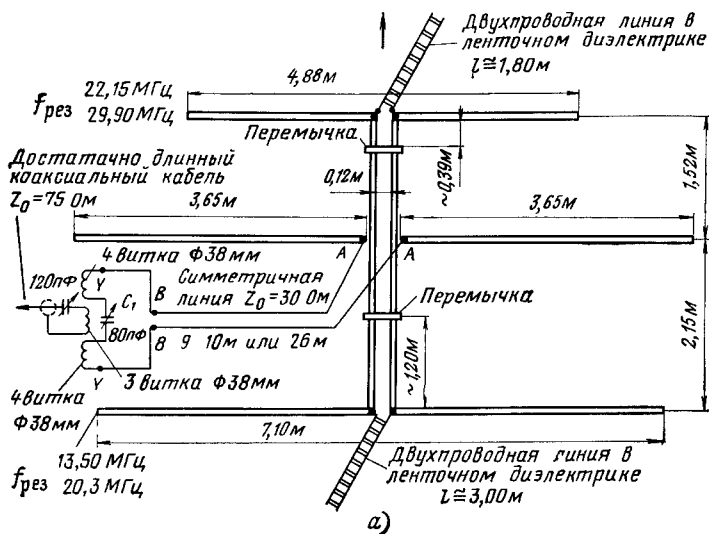 Двухпроводная линия в
ленточном диэлектрике
l≅1,80м
4,88м
fрез 22,15 МГц
29,90 МГц
Перемычка
Достаточно длинный
коаксиальный кабель
Z₀=75 Ом
3,65м
0,12м
~0,39м
1,52м
3,65м
A
A
4 витка Ф38мм
120пФ
Y
C₁
80пФ
Симметричная
линия Z₀=30 Ом
B
B
9 10м или 26м
Перемычка
Y
3 витка Ф38мм
4 витка
Ф38мм
~1,20м
2,15м
7,10м
13,50 МГц
fрез 20,3 МГц
Двухпроводная линия в
ленточном диэлектрике
l≅3,00м
а)